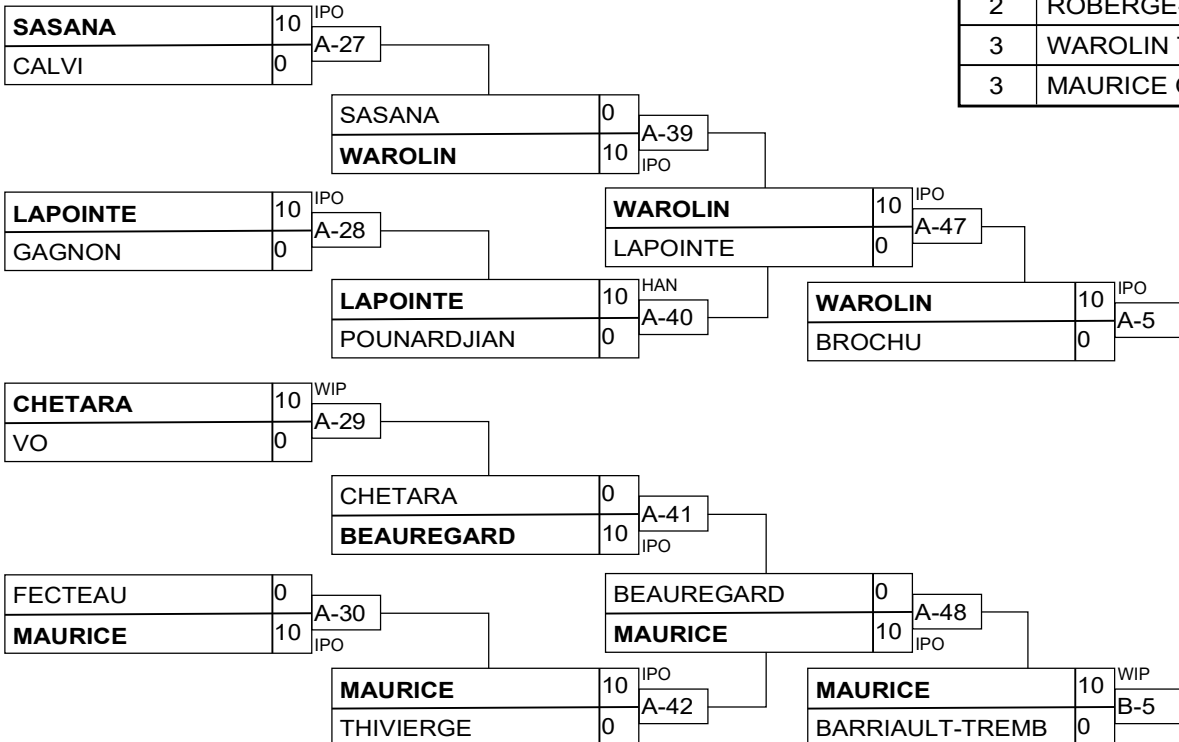 2 ROBERGE-
3 WAROLIN
3 MAURICE
SASANA 10 IPO
A-27
CALVI 0
SASANA 0
A-39
WAROLIN 10 IPO
LAPOINTE 10 IPO
A-28
GAGNON 0
WAROLIN 10 IPO
A-47
LAPOINTE 0
LAPOINTE 10 HAN
A-40
POUNARDJIAN 0
WAROLIN 10 IPO
A-5
BROCHU 0
CHETARA 10 WIP
A-29
VO 0
CHETARA 0
A-41
BEAUREGARD 10 IPO
FECTEAU 0
A-30
MAURICE 10 IPO
BEAUREGARD 0
A-48
MAURICE 10 IPO
MAURICE 10 IPO
A-42
THIVIERGE 0
MAURICE 10 WIP
B-5
BARRIAULT-TREMB 0